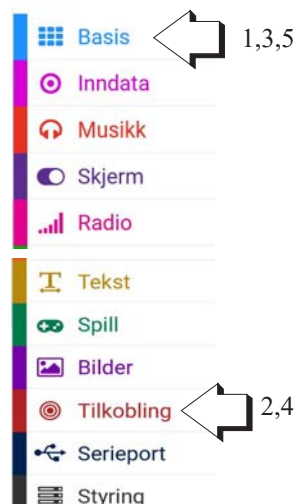 Basis 1,3,5
Inndata
Musikk
Skjerm
Radio
Tekst
Spill
Bilder
Tilkobling 2,4
Serieport
Styring